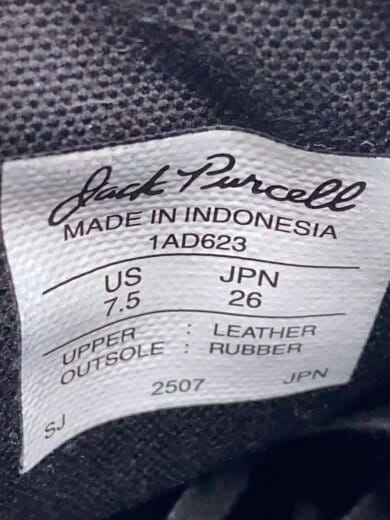 Jack Purcell
MADE IN INDONESIA
1AD623
US JPN
7.5 26
UPPER : LEATHER
OUTSOLE : RUBBER
SJ 2507 JPN